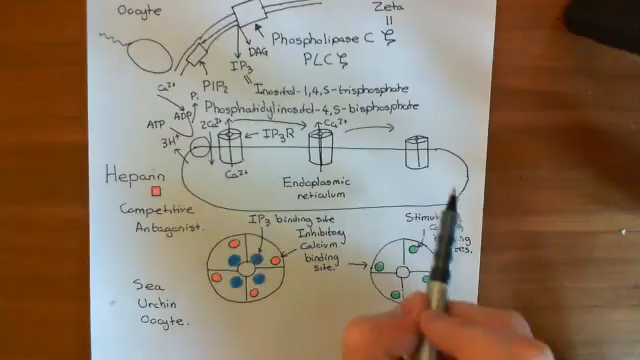 Oocyte
Zeta
=
ζ
Phospholipase C
PLC ζ
DAG
IP3
=
Inositol-1,4,5-trisphosphate
PIP2
Phosphatidylinositol-4,5-bisphosphate
Ca2+
Pi
ADP
ATP
2Ca2+
3H+
IP3R
Ca2+
Ca2+
Endoplasmic
reticulum
Heparin
Competitive
Antagonist.
IP3 binding site
Inhibitory
Calcium
binding
site.
Sea
Urchin
Oocyte.